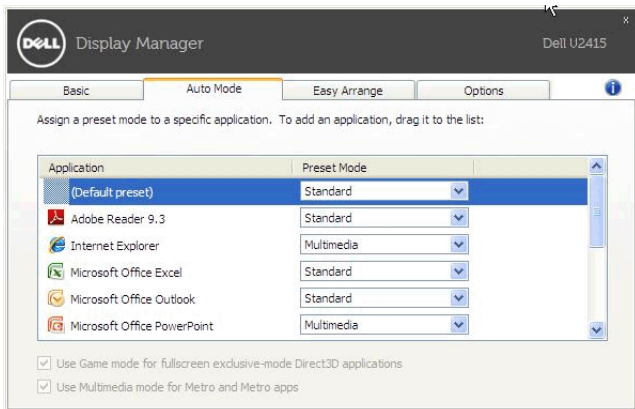 DELL Display Manager Dell U2415
Basic Auto Mode Easy Arrange Options
Assign a preset mode to a specific application. To add an application, drag it to the list:
Application Preset Mode
(Default preset) Standard
Adobe Reader 9.3 Standard
Internet Explorer Multimedia
Microsoft Office Excel Standard
Microsoft Office Outlook Standard
Microsoft Office PowerPoint Multimedia
Use Game mode for fullscreen exclusive-mode Direct3D applications
Use Multimedia mode for Metro and Metro apps